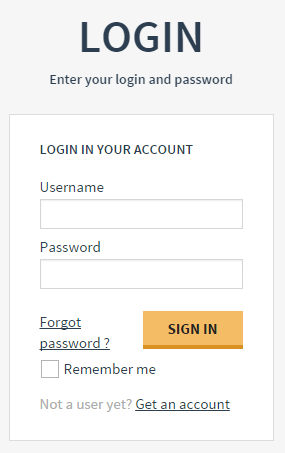 LOGIN
Enter your login and password
LOGIN IN YOUR ACCOUNT
Username
Password
Forgot
password ?
SIGN IN
Remember me
Not a user yet? Get an account